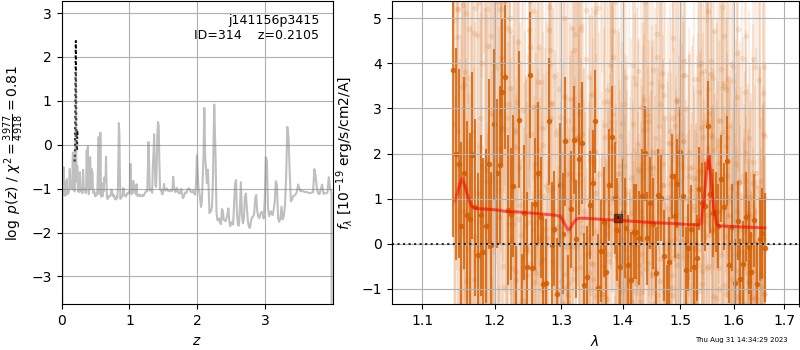 j141156p3415
ID=314 z=0.2105
3
2
1
0
−1
−2
−3
log p(z) / χ² = 3977/4918 = 0.81
0 1 2 3
z
5
4
3
2
1
0
−1
fλ [10⁻¹⁹ erg/s/cm2/A]
1.1 1.2 1.3 1.4 1.5 1.6 1.7
λ
Thu Aug 31 14:34:29 2023